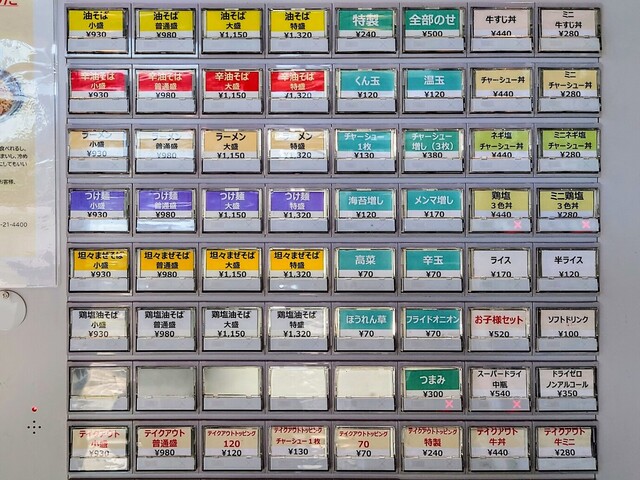 油そば
小盛
¥930
油そば
普通盛
¥980
油そば
大盛
¥1,150
油そば
特盛
¥1,320
特製
¥240
全部のせ
¥500
牛すじ丼
¥440
ミニ
牛すじ丼
¥280
辛油そば
小盛
¥930
辛油そば
普通盛
¥980
辛油そば
大盛
¥1,150
辛油そば
特盛
¥1,320
くん玉
¥120
温玉
¥120
チャーシュー丼
¥440
ミニ
チャーシュー丼
¥280
ラーメン
小盛
¥930
ラーメン
普通盛
¥980
ラーメン
大盛
¥1,150
ラーメン
特盛
¥1,320
チャーシュー
1枚
¥130
チャーシュー
増し(3枚)
¥380
ネギ塩
チャーシュー丼
¥440
ミニネギ塩
チャーシュー丼
¥280
つけ麺
小盛
¥930
つけ麺
普通盛
¥980
つけ麺
大盛
¥1,150
つけ麺
特盛
¥1,320
海苔増し
¥120
メンマ増し
¥170
鶏塩
3色丼
¥440
ミニ鶏塩
3色丼
¥280
-21-4400
坦々まぜそば
小盛
¥930
坦々まぜそば
普通盛
¥980
坦々まぜそば
大盛
¥1,150
坦々まぜそば
特盛
¥1,320
高菜
¥70
辛玉
¥70
ライス
¥170
半ライス
¥120
鶏塩油そば
小盛
¥930
鶏塩油そば
普通盛
¥980
鶏塩油そば
大盛
¥1,150
鶏塩油そば
特盛
¥1,320
ほうれん草
¥70
フライドオニオン
¥70
お子様セット
¥520
ソフトドリンク
¥100
つまみ
¥300
スーパードライ
中瓶
¥540
ドライゼロ
ノンアルコール
¥350
テイクアウト
小盛
¥930
テイクアウト
普通盛
¥980
テイクアウトトッピング
120
¥120
テイクアウトトッピング
チャーシュー1枚
¥130
テイクアウトトッピング
70
¥70
テイクアウトトッピング
特製
¥240
テイクアウト
牛丼
¥440
テイクアウト
牛ミニ
¥280